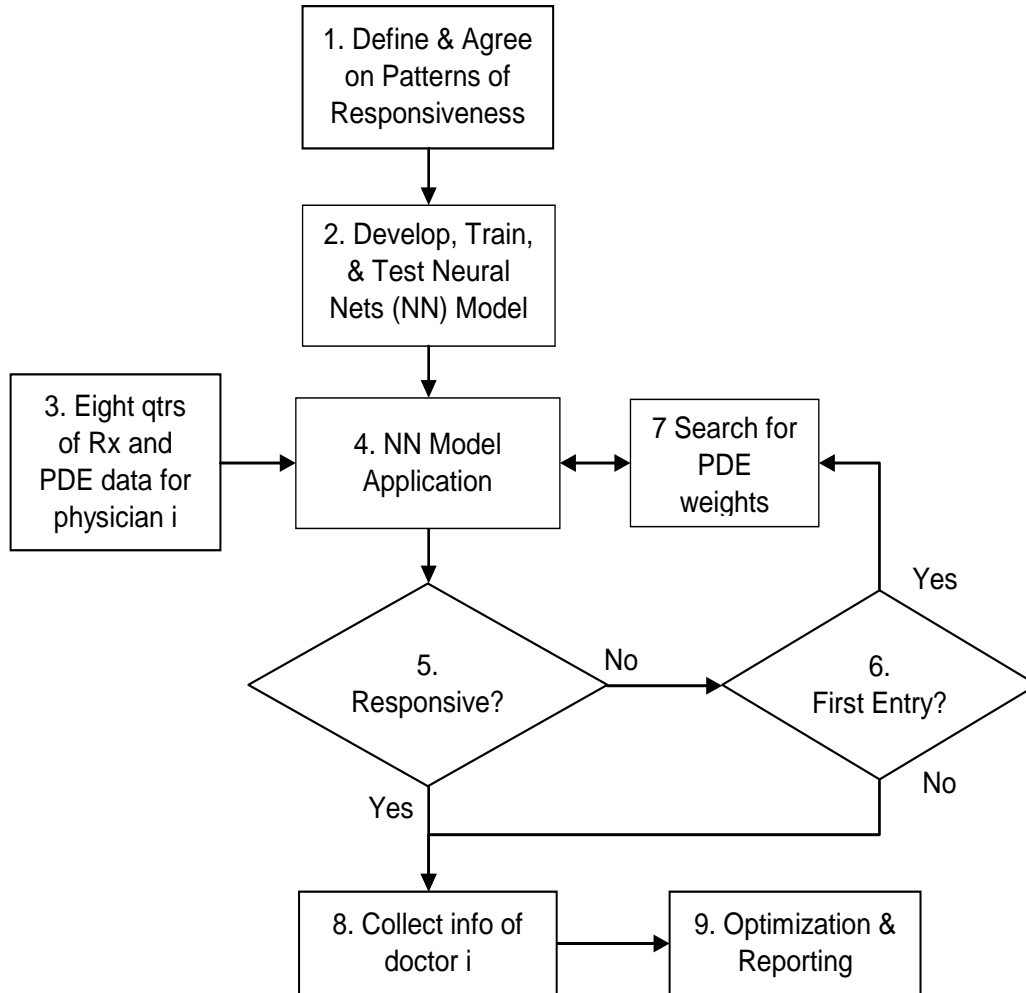 1. Define & Agree
on Patterns of
Responsiveness
2. Develop, Train,
& Test Neural
Nets (NN) Model
3. Eight qtrs
of Rx and
PDE data for
physician i
4. NN Model
Application
7 Search for
PDE
weights
Yes
5.
Responsive?
No
6.
First Entry?
Yes
No
8. Collect info of
doctor i
9. Optimization &
Reporting